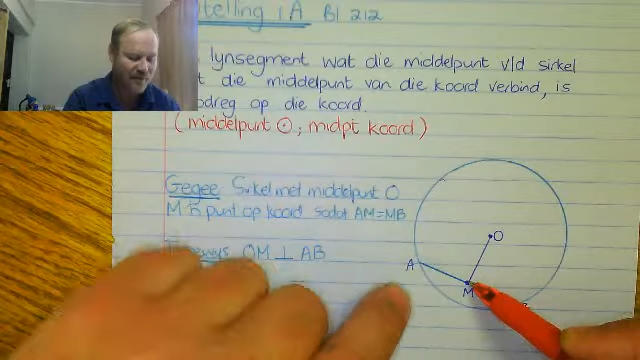 telling 1A Bl 212
lynsegment wat die middelpunt v/d sirkel
die middelpunt van die koord verbind, is
op die koord.
(middelpunt ⊙; midpt koord)
Gegee Sirkel met middelpunt O
M 'n punt op koord sodat AM=MB
OM ⊥ AB
O
A
M